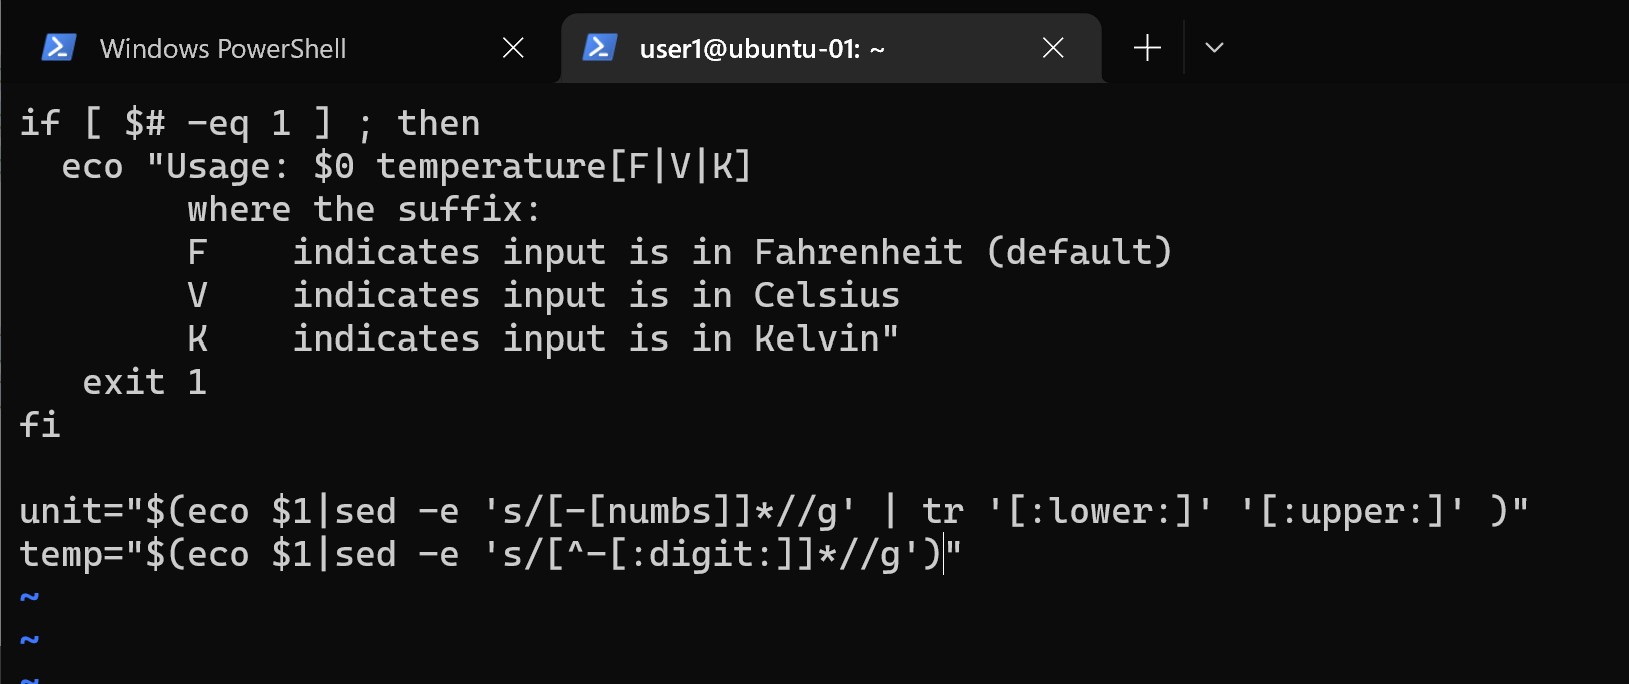 Windows PowerShell
user1@ubuntu-01: ~
if [ $# -eq 1 ] ; then
  eco "Usage: $0 temperature[F|V|K]
        where the suffix:
        F    indicates input is in Fahrenheit (default)
        V    indicates input is in Celsius
        K    indicates input is in Kelvin"
   exit 1
fi

unit="$(eco $1|sed -e 's/[-[numbs]]*//g' | tr '[:lower:]' '[:upper:]' )"
temp="$(eco $1|sed -e 's/[^-[:digit:]]*//g')"
~
~
~